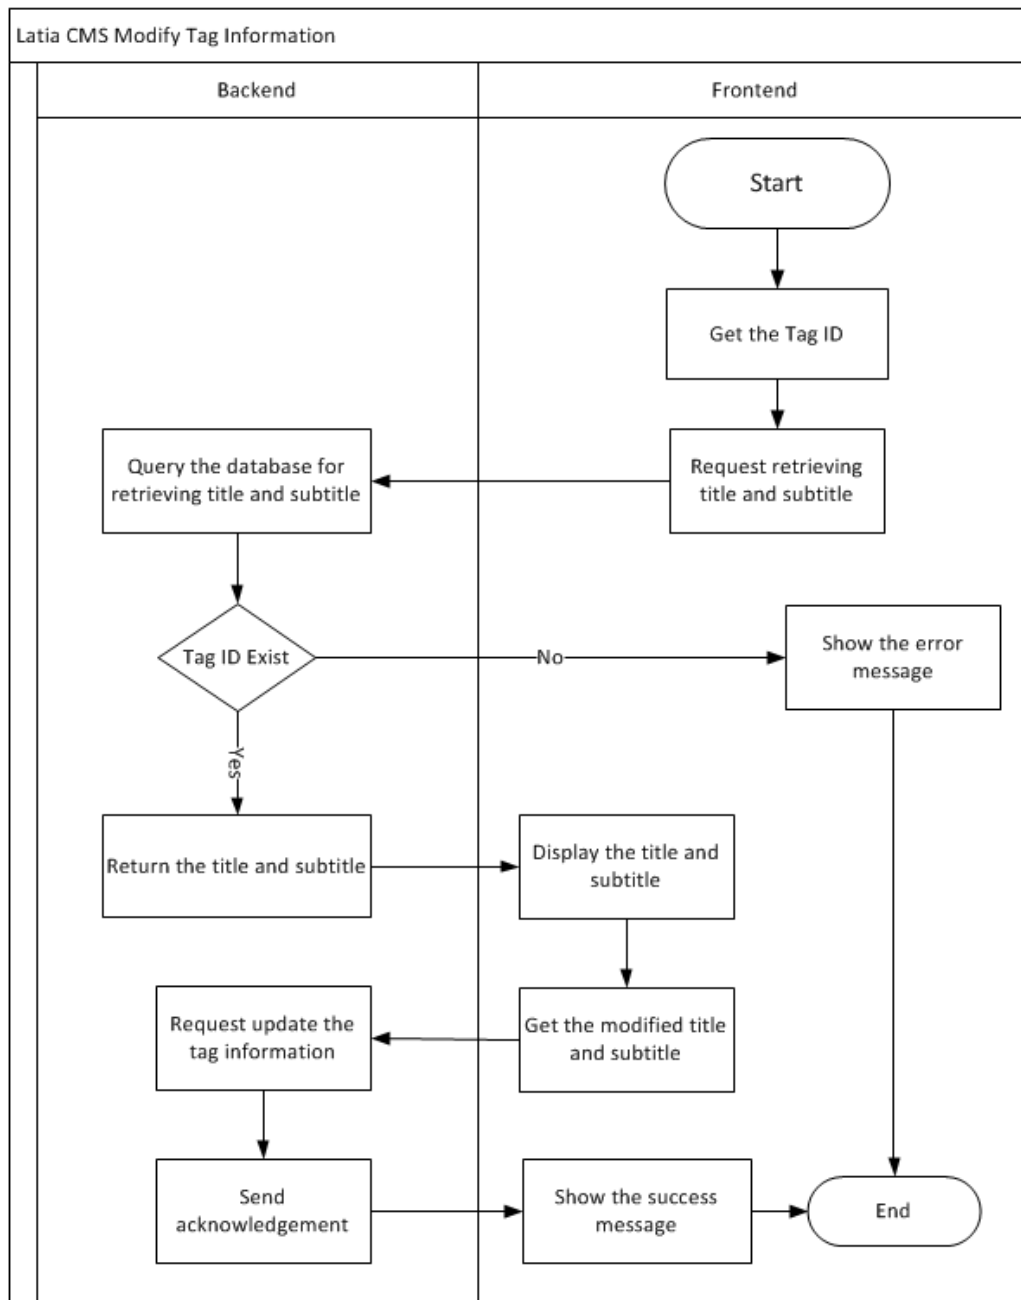 Latia CMS Modify Tag Information
Backend
Frontend
Start
Get the Tag ID
Query the database for
retrieving title and subtitle
Request retrieving
title and subtitle
Tag ID Exist
No
Show the error
message
Yes
Return the title and subtitle
Display the title and
subtitle
Request update the
tag information
Get the modified title
and subtitle
Send
acknowledgement
Show the success
message
End